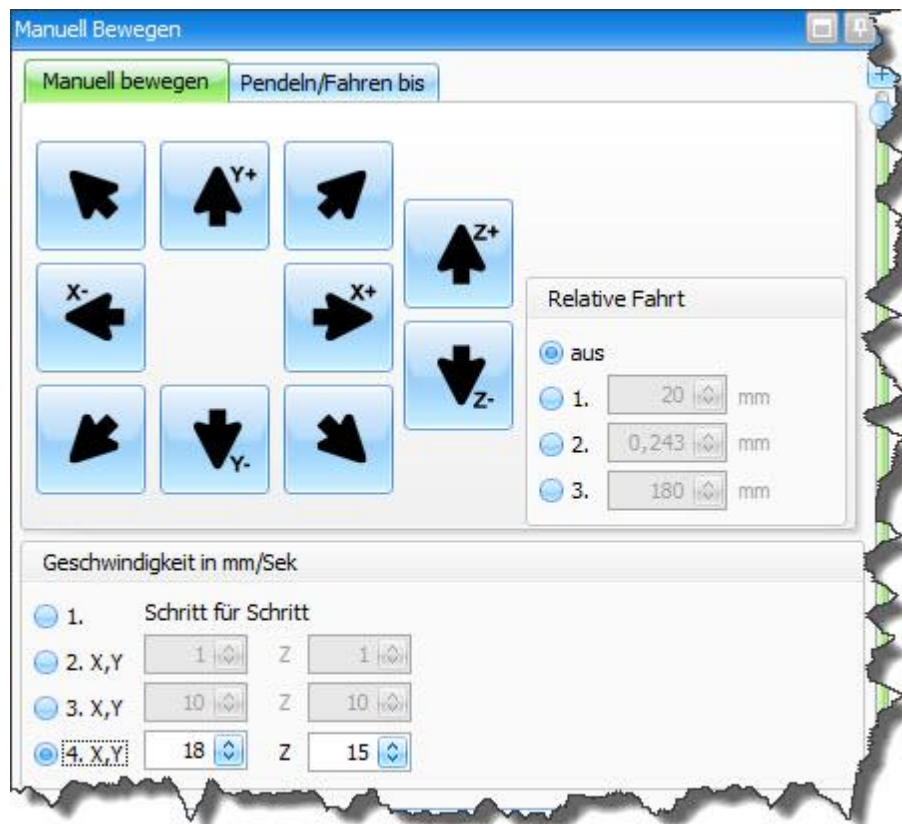 Manuell Bewegen
Manuell bewegen Pendeln/Fahren bis
Y+
Z+
X- X+
Z-
Y-
Relative Fahrt
aus
1. 20 mm
2. 0,243 mm
3. 180 mm
Geschwindigkeit in mm/Sek
1. Schritt für Schritt
2. X,Y 1 Z 1
3. X,Y 10 Z 10
4. X,Y 18 Z 15